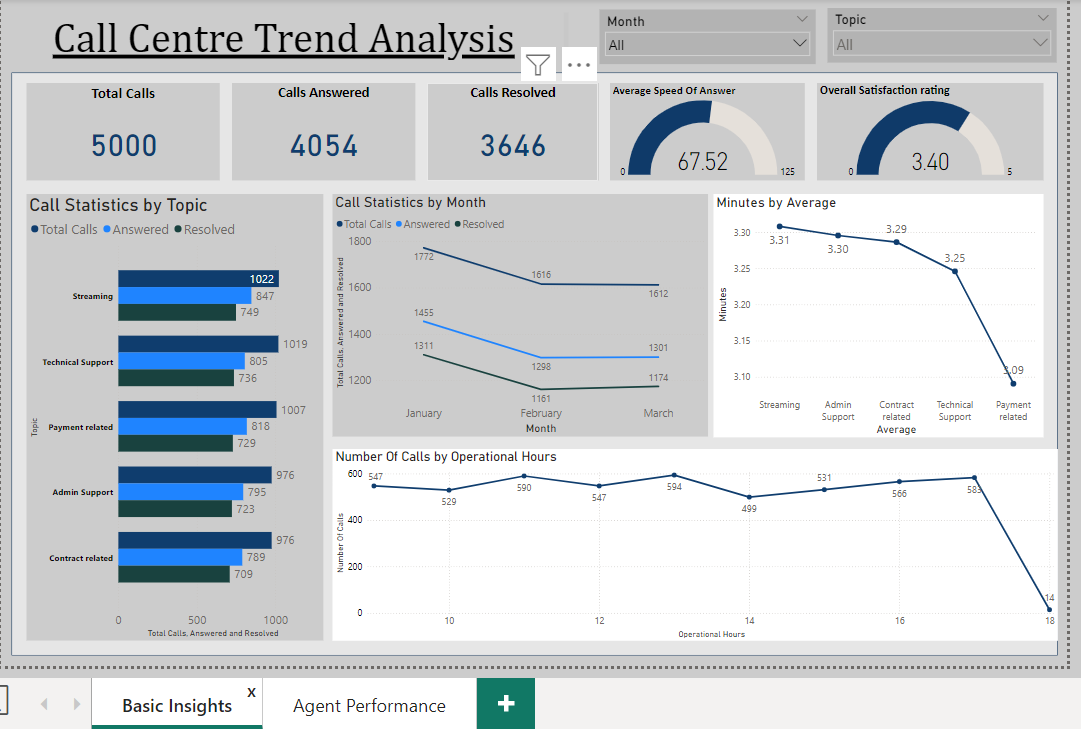 Call Centre Trend Analysis
Month
All
Topic
All
Total Calls
5000
Calls Answered
4054
Calls Resolved
3646
Average Speed Of Answer
67.52
0
125
Overall Satisfaction rating
3.40
0
5
Call Statistics by Topic
Total Calls Answered Resolved
Topic
Streaming
1022
847
749
Technical Support
1019
805
736
Payment related
1007
818
729
Admin Support
976
795
723
Contract related
976
789
709
0 500 1000
Total Calls, Answered and Resolved
Call Statistics by Month
Total Calls Answered Resolved
Total Calls, Answered and Resolved
1800
1600
1400
1200
1772 1616 1612
1455 1298 1301
1311 1161 1174
January February March
Month
Minutes by Average
Minutes
3.30
3.25
3.20
3.15
3.10
3.31 3.30 3.29 3.25 3.09
Streaming Admin Support Contract related Technical Support Payment related
Average
Number Of Calls by Operational Hours
Number Of Calls
600
400
200
0
547 529 590 547 594 499 531 566 583 14
10 12 14 16 18
Operational Hours
Basic Insights x
Agent Performance
+